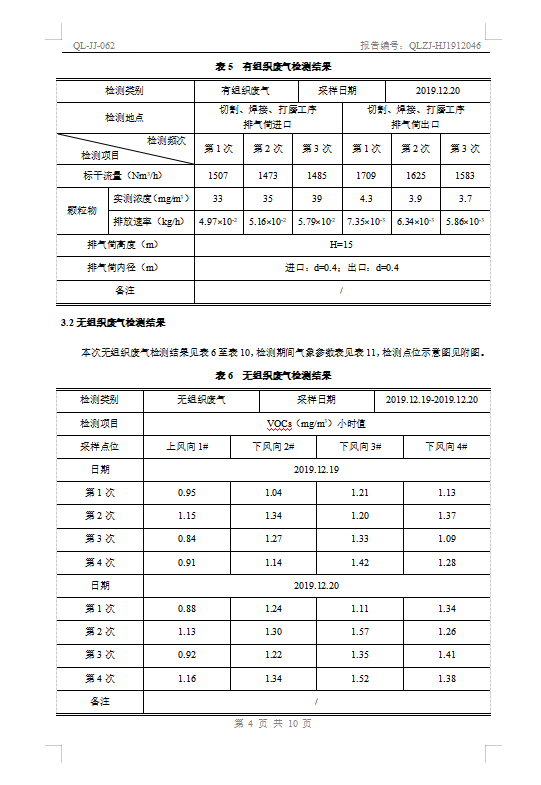 QL-JJ-062 报告编号：QLZJ-HJ1912046
表 5 有组织废气检测结果
检测类别 有组织废气 采样日期 2019.12.20
检测地点 切割、焊接、打磨工序 排气筒进口 切割、焊接、打磨工序 排气筒出口
检测频次
检测项目 第 1 次 第 2 次 第 3 次 第 1 次 第 2 次 第 3 次
标干流量（Nm³/h） 1507 1473 1485 1709 1625 1583
颗粒物 实测浓度（mg/m³） 33 35 39 4.3 3.9 3.7
排放速率（kg/h） 4.97×10⁻² 5.16×10⁻² 5.79×10⁻² 7.35×10⁻³ 6.34×10⁻³ 5.86×10⁻³
排气筒高度（m） H=15
排气筒内径（m） 进口：d=0.4；出口：d=0.4
备注 /
3.2 无组织废气检测结果
本次无组织废气检测结果见表 6 至表 10，检测期间气象参数表见表 11，检测点位示意图见附图。
表 6 无组织废气检测结果
检测类别 无组织废气 采样日期 2019.12.19-2019.12.20
检测项目 VOCs（mg/m³）小时值
采样点位 上风向 1# 下风向 2# 下风向 3# 下风向 4#
日期 2019.12.19
第 1 次 0.95 1.04 1.21 1.13
第 2 次 1.15 1.34 1.20 1.37
第 3 次 0.84 1.27 1.33 1.09
第 4 次 0.91 1.14 1.42 1.28
日期 2019.12.20
第 1 次 0.88 1.24 1.11 1.34
第 2 次 1.13 1.30 1.57 1.26
第 3 次 0.92 1.22 1.35 1.41
第 4 次 1.16 1.34 1.52 1.38
备注 /
第 4 页 共 10 页